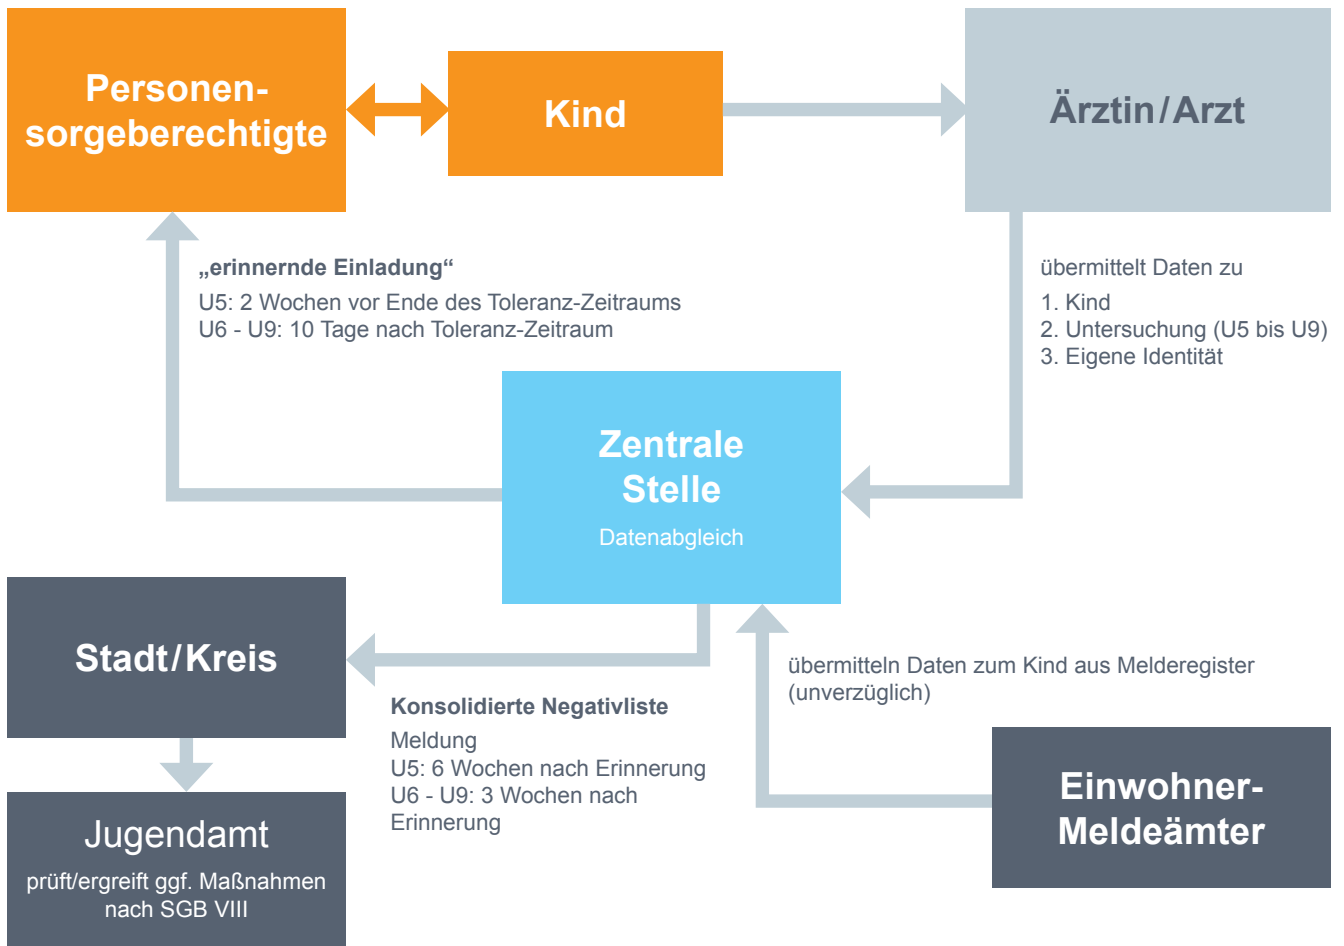 Personen-
sorgeberechtigte
Kind
Ärztin/Arzt
„erinnernde Einladung“
U5: 2 Wochen vor Ende des Toleranz-Zeitraums
U6 - U9: 10 Tage nach Toleranz-Zeitraum
übermittelt Daten zu
1. Kind
2. Untersuchung (U5 bis U9)
3. Eigene Identität
Zentrale
Stelle
Datenabgleich
Stadt/Kreis
Konsolidierte Negativliste
Meldung
U5: 6 Wochen nach Erinnerung
U6 - U9: 3 Wochen nach
Erinnerung
übermitteln Daten zum Kind aus Melderegister
(unverzüglich)
Einwohner-
Meldeämter
Jugendamt
prüft/ergreift ggf. Maßnahmen
nach SGB VIII